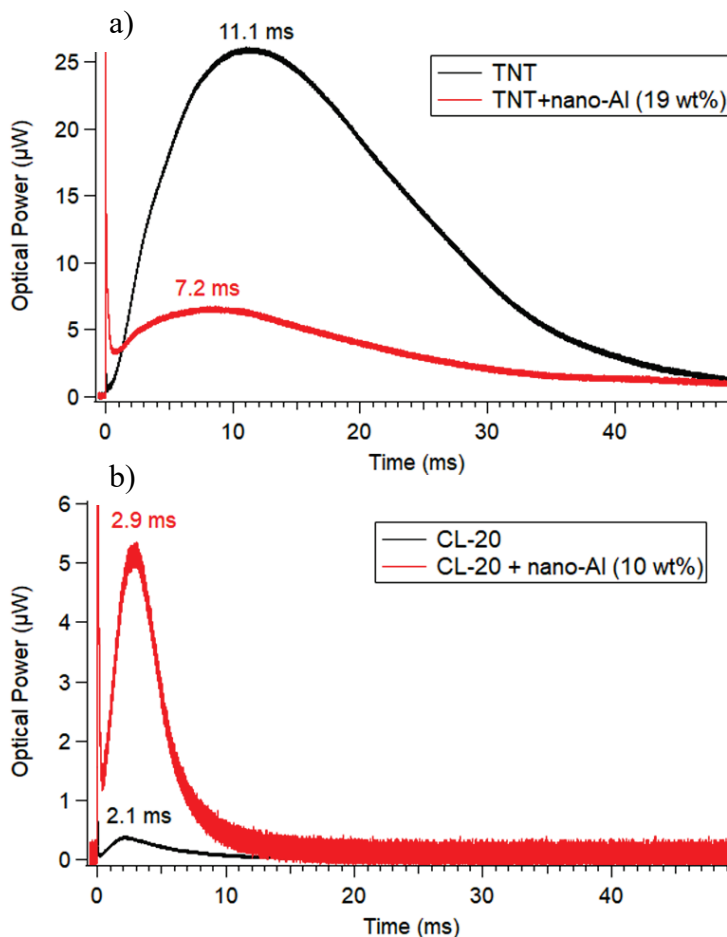 a)
11.1 ms
TNT
TNT+nano-Al (19 wt%)
25
20
15
10
5
0
Optical Power (µW)
7.2 ms
0
10
20
30
40
Time (ms)
b)
2.9 ms
CL-20
CL-20 + nano-Al (10 wt%)
6
5
4
3
2
1
0
Optical Power (µW)
2.1 ms
0
10
20
30
40
Time (ms)